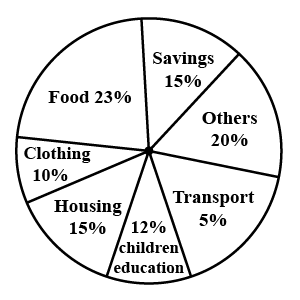 Savings
15%
Food 23%
Others
20%
Clothing
10%
Transport
5%
Housing
15%
12%
children
education